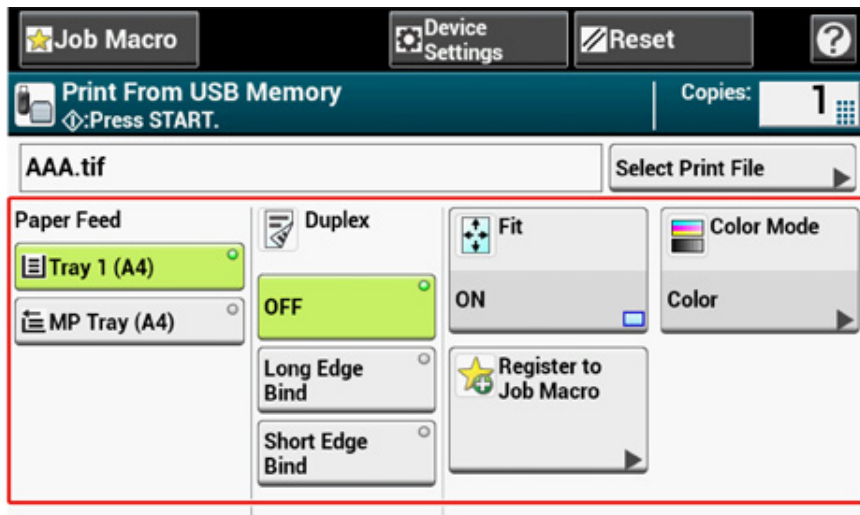 Job Macro
Device
Settings
Reset
?
Print From USB Memory
:Press START.
Copies:
1
AAA.tif
Select Print File
Paper Feed
Tray 1 (A4)
MP Tray (A4)
Duplex
OFF
Long Edge
Bind
Short Edge
Bind
Fit
ON
Register to
Job Macro
Color Mode
Color